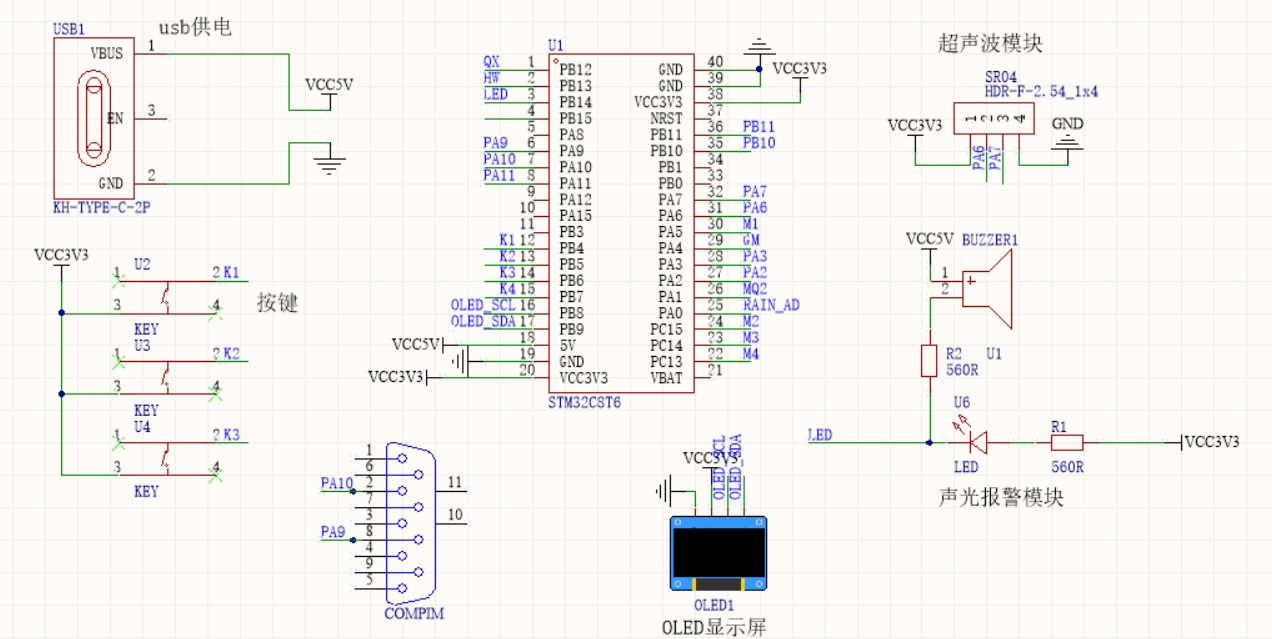 USB1
usb供电
VBUS
1
EN
3
GND
2
KH-TYPE-C-2P
VCC5V
VCC3V3
U2
1
2 K1
3
4
KEY
按键
U3
1
2 K2
3
4
KEY
U4
1
2 K3
3
4
KEY
U1
QX 1 PB12
HW 2 PB13
LED 3 PB14
4 PB15
5 PA8
PA9 6 PA9
PA10 7 PA10
PA11 8 PA11
9 PA12
10 PA15
11 PB3
K1 12 PB4
K2 13 PB5
K3 14 PB6
K4 15 PB7
OLED_SCL 16 PB8
OLED_SDA 17 PB9
VCC5V 18 5V
19 GND
VCC3V3 20 VCC3V3
GND 40
GND 39
VCC3V3 38
VCC3V3
NRST 37
PB11 36 PB11
PB10 35 PB10
PB1 34
PB0 33
PA7 32 PA7
PA6 31 PA6
PA5 30 M1
PA4 29 GM
PA3 28 PA3
PA2 27 PA2
PA1 26 MQ2
PA0 25 RAIN_AD
PC15 24 M2
PC14 23 M3
PC13 22 M4
VBAT 21
STM32C8T6
1
6
PA10 2
7
3
PA9 8
4
9
5
11
10
COMPIM
VCC3V3
OLED_SCL
OLED_SDA
OLED1
OLED显示屏
超声波模块
SR04
HDR-F-2.54_1x4
1 2 3 4
VCC3V3
PA6
PA7
GND
VCC5V
BUZZER1
1
2
+
R2
560R
U1
U6
LED
LED
R1
560R
VCC3V3
声光报警模块